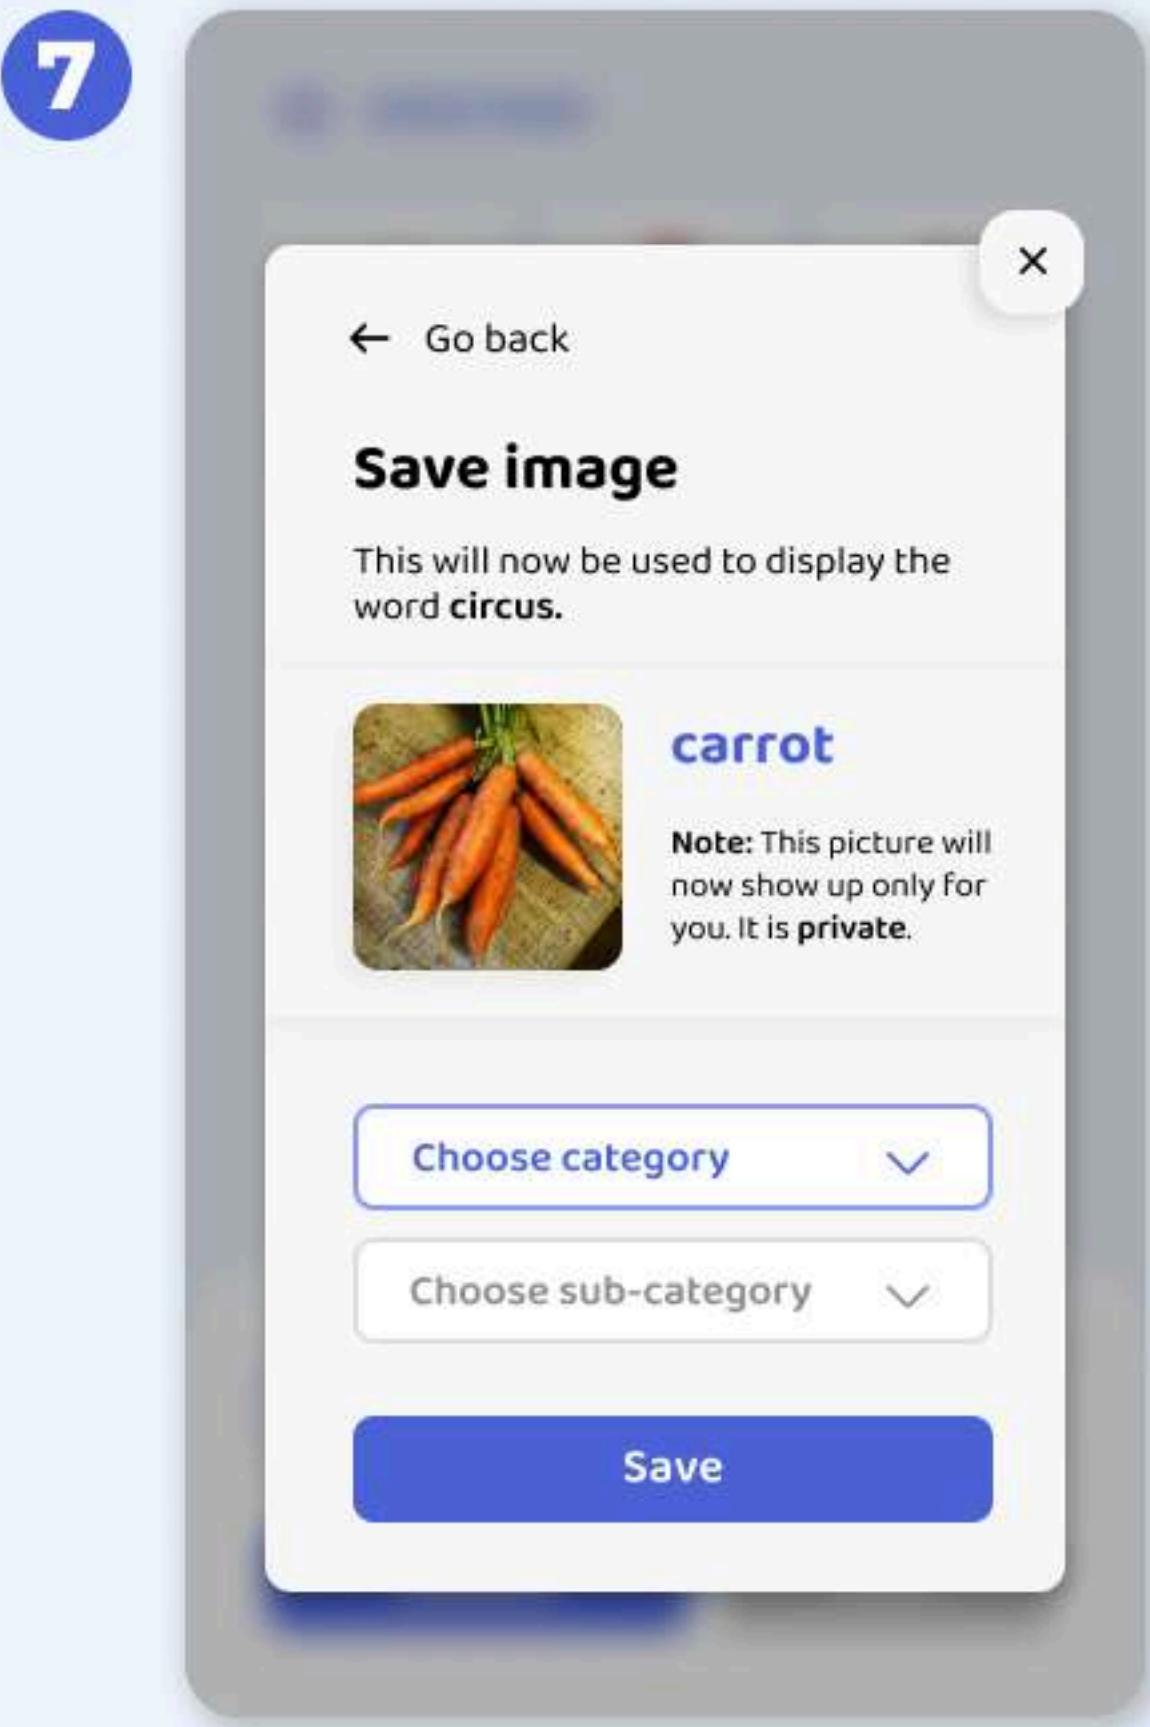 7
Go back
Save image
This will now be used to display the
word circus.
carrot
Note: This picture will
now show up only for
you. It is private.
Choose category
Choose sub-category
Save